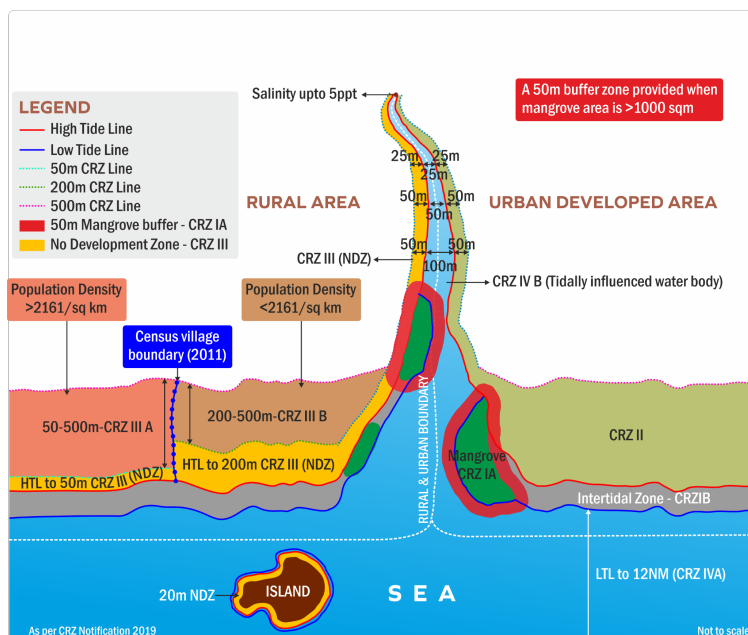 Salinity upto 5ppt
A 50m buffer zone provided when
mangrove area is >1000 sqm
LEGEND
High Tide Line
Low Tide Line
50m CRZ Line
200m CRZ Line
500m CRZ Line
50m Mangrove buffer - CRZ IA
No Development Zone - CRZ III
25m
25m
25m
RURAL AREA
50m
50m
50m
URBAN DEVELOPED AREA
50m
50m
100m
CRZ III (NDZ)
CRZ IV B (Tidally influenced water body)
Population Density
>2161/sq km
Population Density
<2161/sq km
Census village
boundary (2011)
50-500m-CRZ III A
200-500m-CRZ III B
CRZ II
HTL to 50m CRZ III (NDZ)
HTL to 200m CRZ III (NDZ)
RURAL & URBAN BOUNDARY
Mangrove
CRZ IA
Intertidal Zone - CRZIB
LTL to 12NM (CRZ IVA)
20m NDZ
ISLAND
SEA
As per CRZ Notification 2019
Not to scale